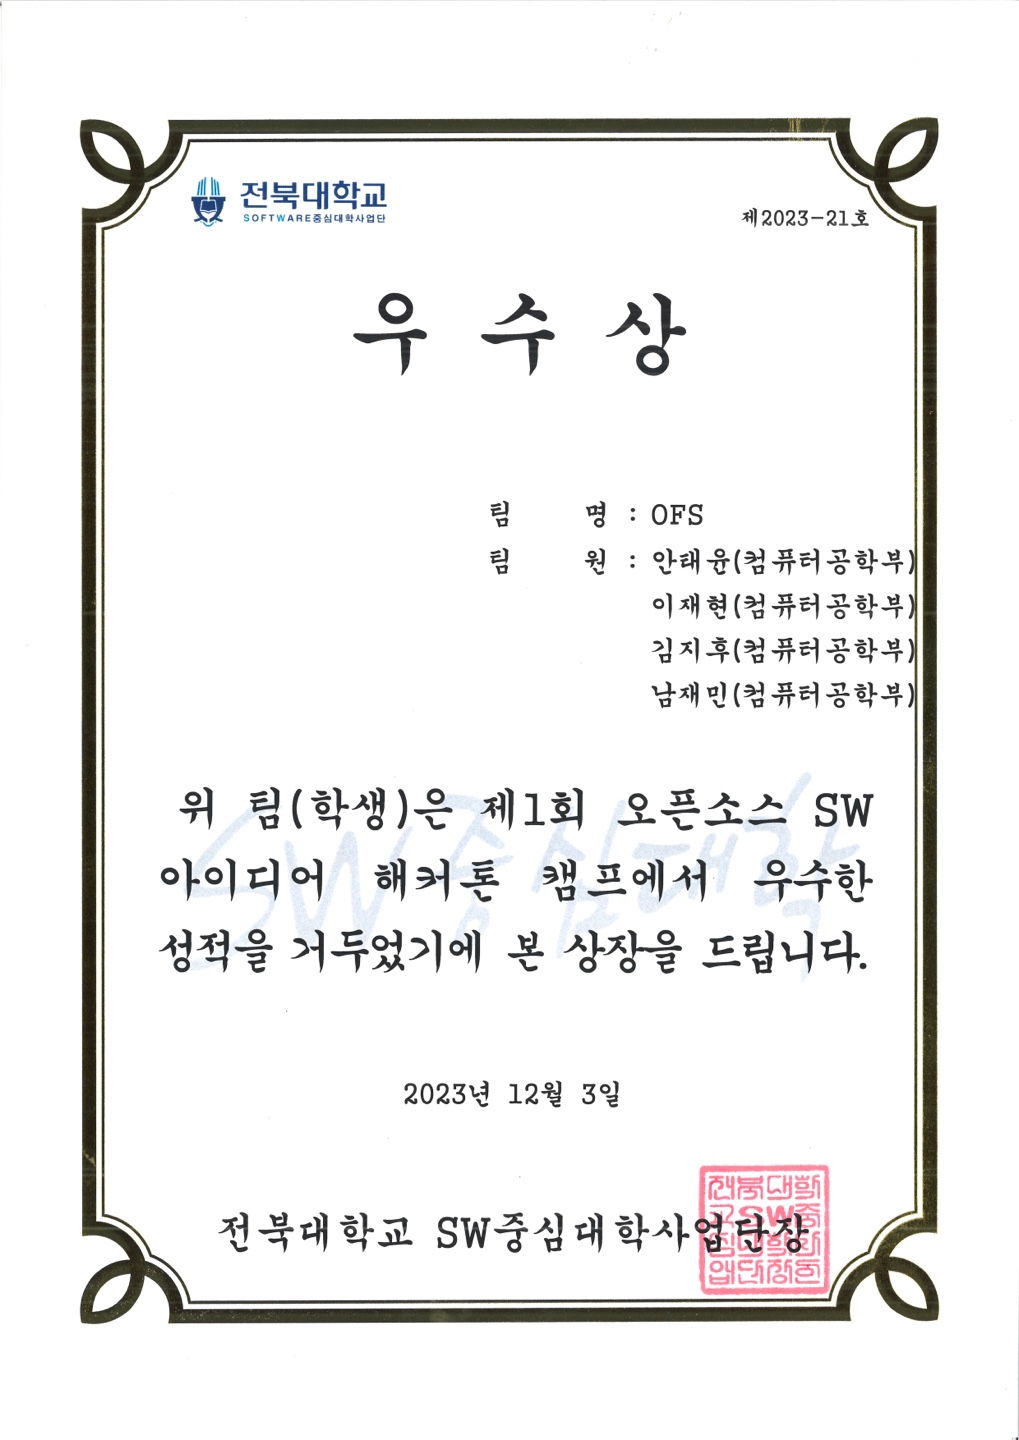 전북대학교
SOFTWARE중심대학사업단
제2023-21호
우 수 상
팀 명 : OFS
팀 원 : 안태윤(컴퓨터공학부)
이재현(컴퓨터공학부)
김지후(컴퓨터공학부)
남재민(컴퓨터공학부)
SW중심대학
위 팀(학생)은 제1회 오픈소스 SW
아이디어 해커톤 캠프에서 우수한
성적을 거두었기에 본 상장을 드립니다.
2023년 12월 3일
전북대학교 SW중심대학사업단장
전북대학
교SW중
심대학사
업단장인